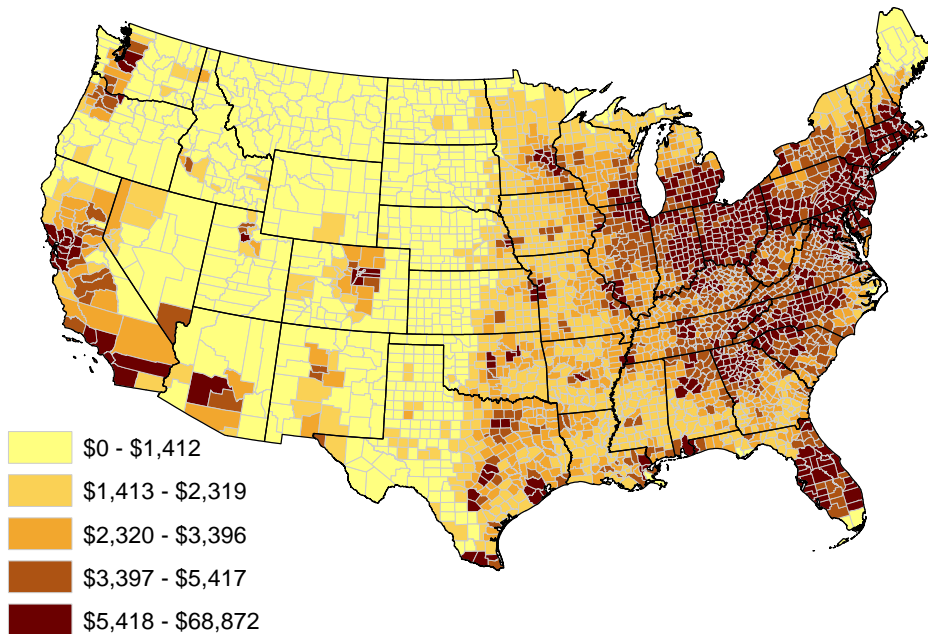 $0 - $1,412
$1,413 - $2,319
$2,320 - $3,396
$3,397 - $5,417
$5,418 - $68,872